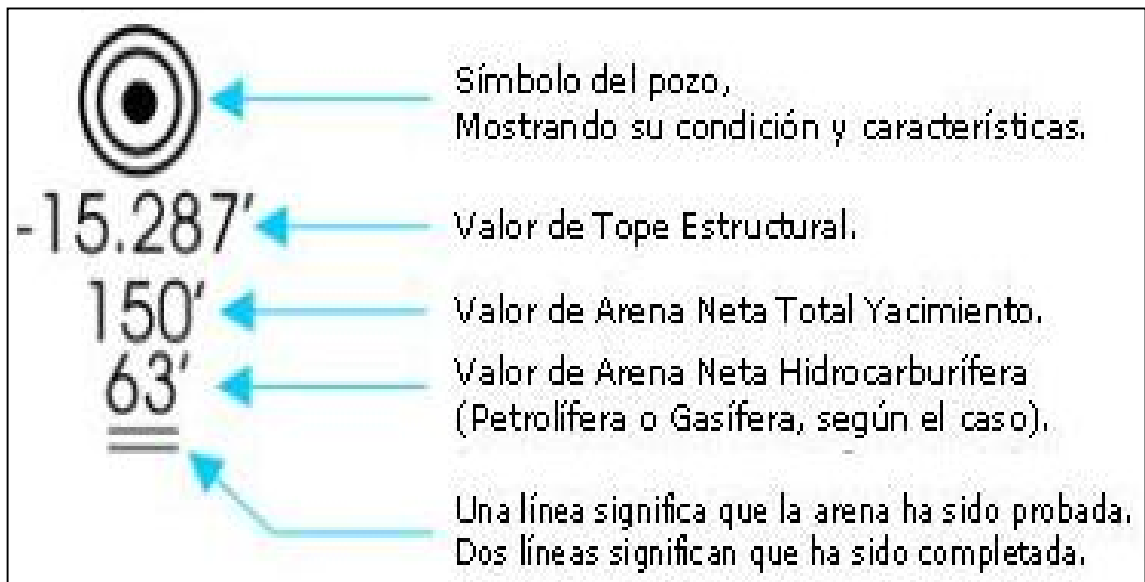 Símbolo del pozo,
Mostrando su condición y características.
-15.287'
Valor de Tope Estructural.
150'
Valor de Arena Neta Total Yacimiento.
63'
Valor de Arena Neta Hidrocarburífera
(Petrolífera o Gasífera, según el caso).
Una línea significa que la arena ha sido probada.
Dos líneas significan que ha sido completada.